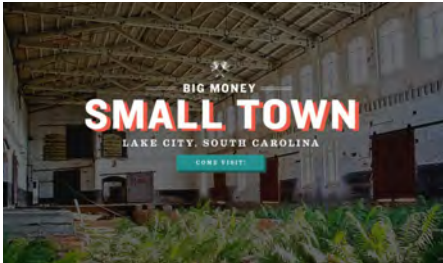 BIG MONEY
SMALL TOWN
LAKE CITY, SOUTH CAROLINA
COME VISIT!